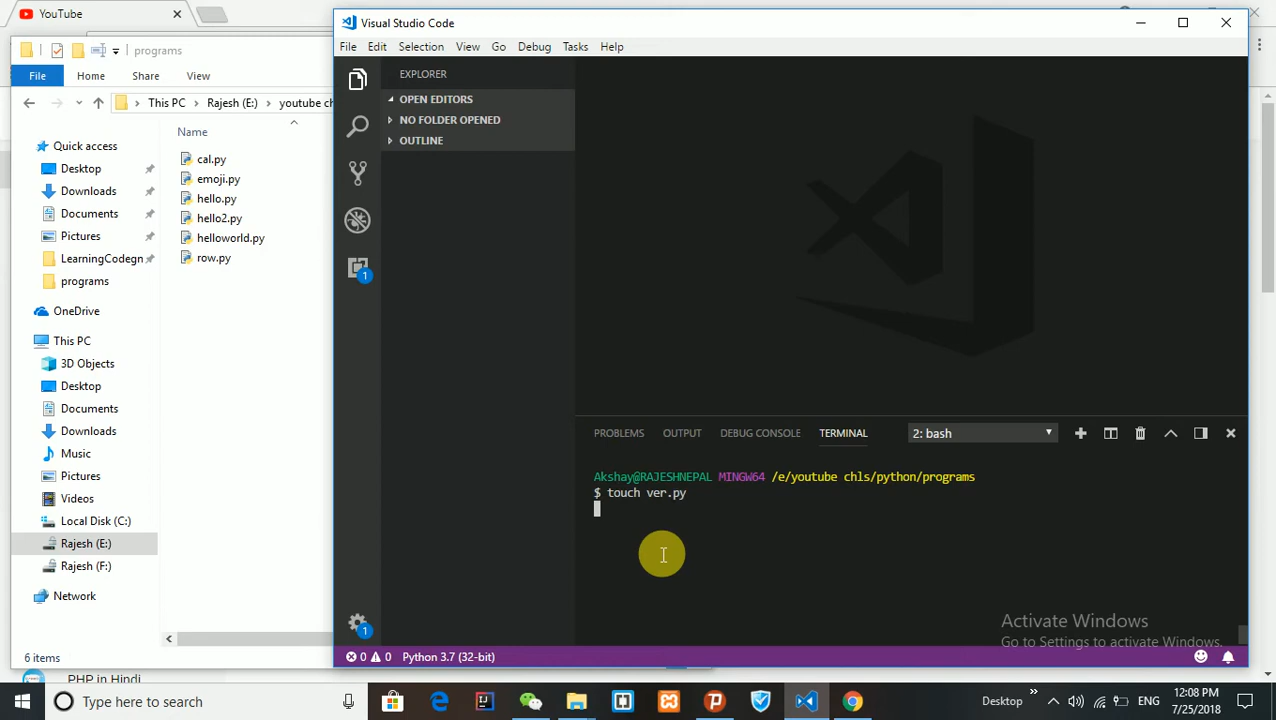 YouTube
Visual Studio Code
File Edit Selection View Go Debug Tasks Help
programs
File Home Share View
This PC Rajesh (E:) youtube ch
Name
cal.py
emoji.py
hello.py
hello2.py
helloworld.py
row.py
Quick access
Desktop
Downloads
Documents
Pictures
LearningCodegn
programs
OneDrive
This PC
3D Objects
Desktop
Documents
Downloads
Music
Pictures
Videos
Local Disk (C:)
Rajesh (E:)
Rajesh (F:)
Network
6 items
PHP in Hindi
EXPLORER
OPEN EDITORS
NO FOLDER OPENED
OUTLINE
1
1
PROBLEMS OUTPUT DEBUG CONSOLE TERMINAL 2: bash
Akshay@RAJESHNEPAL MINGW64 /e/youtube chls/python/programs
$ touch ver.py
Activate Windows
Go to Settings to activate Windows.
0 0 Python 3.7 (32-bit)
Type here to search
Desktop
ENG
12:08 PM
7/25/2018